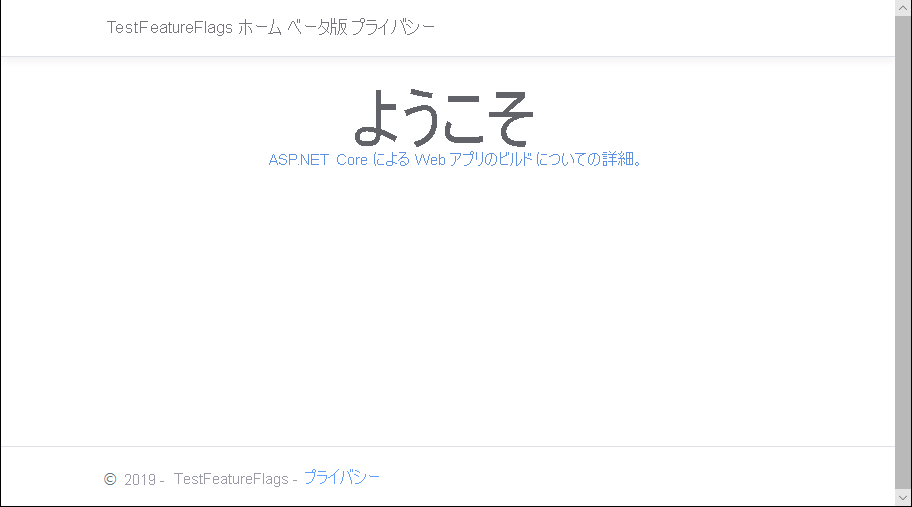 TestFeatureFlags ホーム ベータ版 プライバシー
ようこそ
ASP.NET Core による Web アプリのビルドについての詳細。
© 2019 - TestFeatureFlags - プライバシー